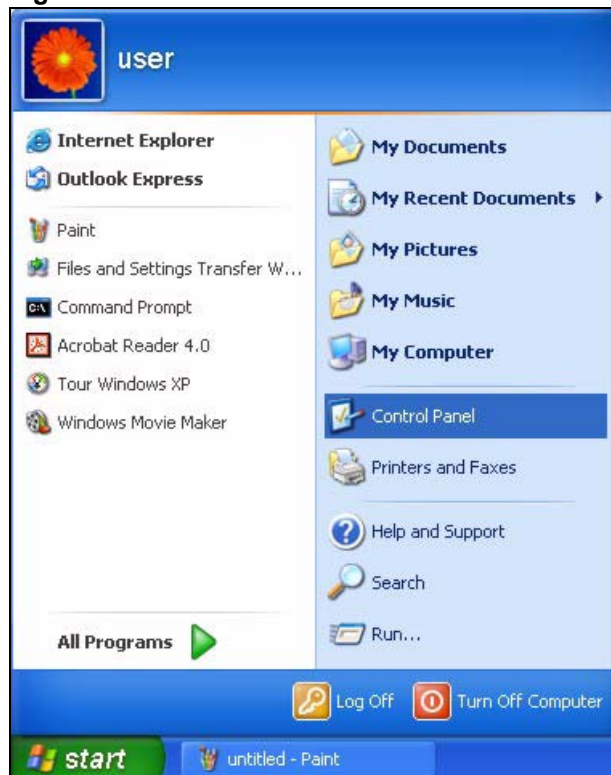 user
Internet Explorer
Outlook Express
Paint
Files and Settings Transfer W...
Command Prompt
Acrobat Reader 4.0
Tour Windows XP
Windows Movie Maker
All Programs
My Documents
My Recent Documents
My Pictures
My Music
My Computer
Control Panel
Printers and Faxes
Help and Support
Search
Run...
Log Off
Turn Off Computer
start
untitled - Paint